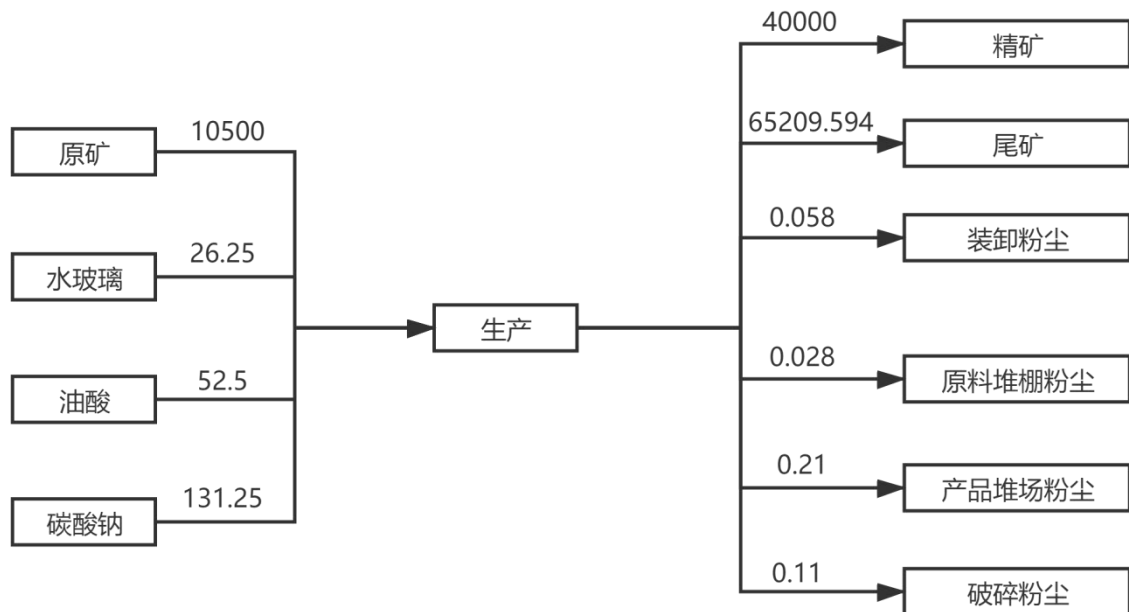 40000
精矿
10500
原矿
65209.594
尾矿
0.058
装卸粉尘
26.25
水玻璃
生产
0.028
原料堆棚粉尘
52.5
油酸
0.21
产品堆场粉尘
131.25
碳酸钠
0.11
破碎粉尘